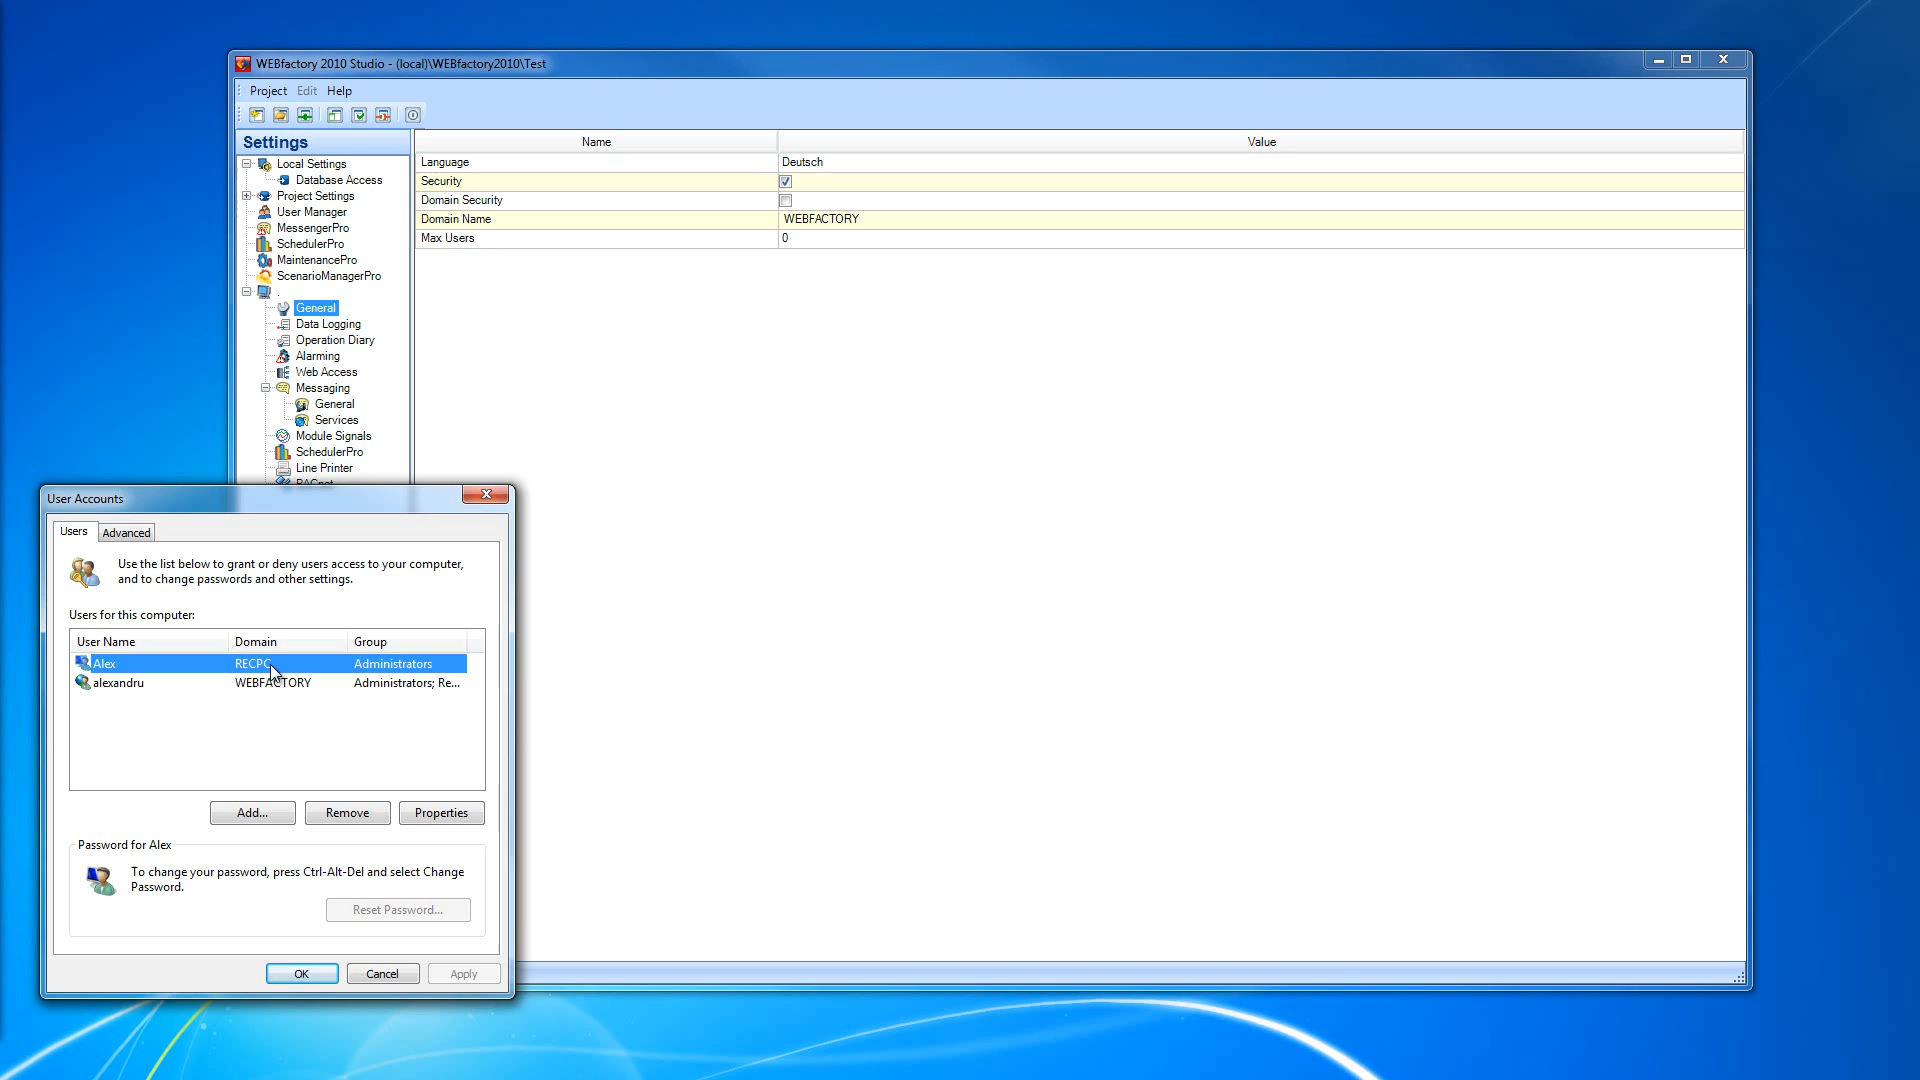 WEBfactory 2010 Studio - (local)\WEBfactory2010\Test
Project Edit Help
Settings
Local Settings
Database Access
Project Settings
User Manager
MessengerPro
SchedulerPro
MaintenancePro
ScenarioManagerPro
.
General
Data Logging
Operation Diary
Alarming
Web Access
Messaging
General
Services
Module Signals
SchedulerPro
Line Printer
BACnet
Name Value
Language Deutsch
Security
Domain Security
Domain Name WEBFACTORY
Max Users 0
User Accounts
Users Advanced
Use the list below to grant or deny users access to your computer,
and to change passwords and other settings.
Users for this computer:
User Name Domain Group
Alex RECPC Administrators
alexandru WEBFACTORY Administrators; Re...
Add... Remove Properties
Password for Alex
To change your password, press Ctrl-Alt-Del and select Change
Password.
Reset Password...
OK Cancel Apply